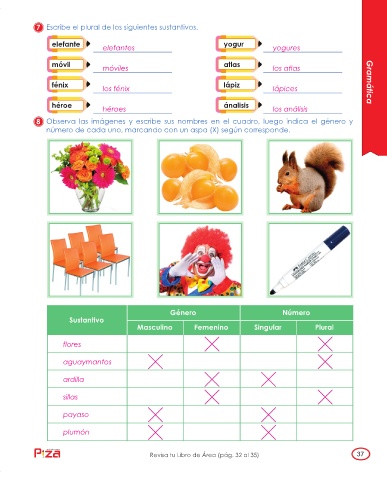 7 Escribe el plural de los siguientes sustantivos.
elefante elefantes yogur yogures
móvil móviles atlas los atlas
fénix los fénix lápiz lápices
héroe héroes ánalisis los análisis
Gramática
8 Observa las imágenes y escribe sus nombres en el cuadro, luego indica el género y
número de cada uno, marcando con un aspa (X) según corresponde.
Sustantivo Género Número
Masculino Femenino Singular Plural
flores X X
aguaymantos X X
ardilla X X
sillas X X
payaso X X
plumón X X
Piza Revisa tu Libro de Área (pág. 32 al 35) 37